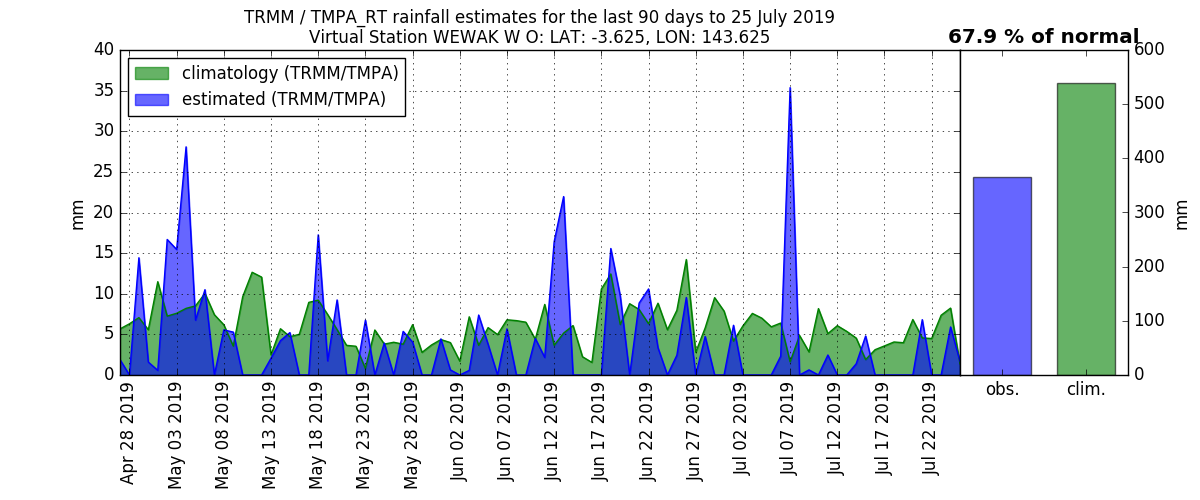 TRMM / TMPA_RT rainfall estimates for the last 90 days to 25 July 2019
Virtual Station WEWAK W O: LAT: -3.625, LON: 143.625
67.9 % of normal
climatology (TRMM/TMPA)
estimated (TRMM/TMPA)
40
35
30
25
20
15
10
5
0
mm
Apr 28 2019
May 03 2019
May 08 2019
May 13 2019
May 18 2019
May 23 2019
May 28 2019
Jun 02 2019
Jun 07 2019
Jun 12 2019
Jun 17 2019
Jun 22 2019
Jun 27 2019
Jul 02 2019
Jul 07 2019
Jul 12 2019
Jul 17 2019
Jul 22 2019
obs.
clim.
600
500
400
300
200
100
0
mm